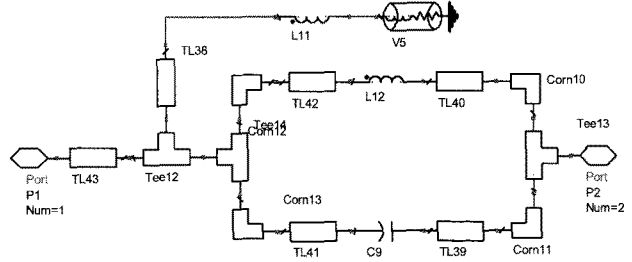 L11
V5
TL38
Corn10
TL42
L12
TL40
Tee14
Corn12
Tee13
Port
P1
Num=1
TL43
Tee12
Port
P2
Num=2
Corn13
TL41
C9
TL39
Corn11